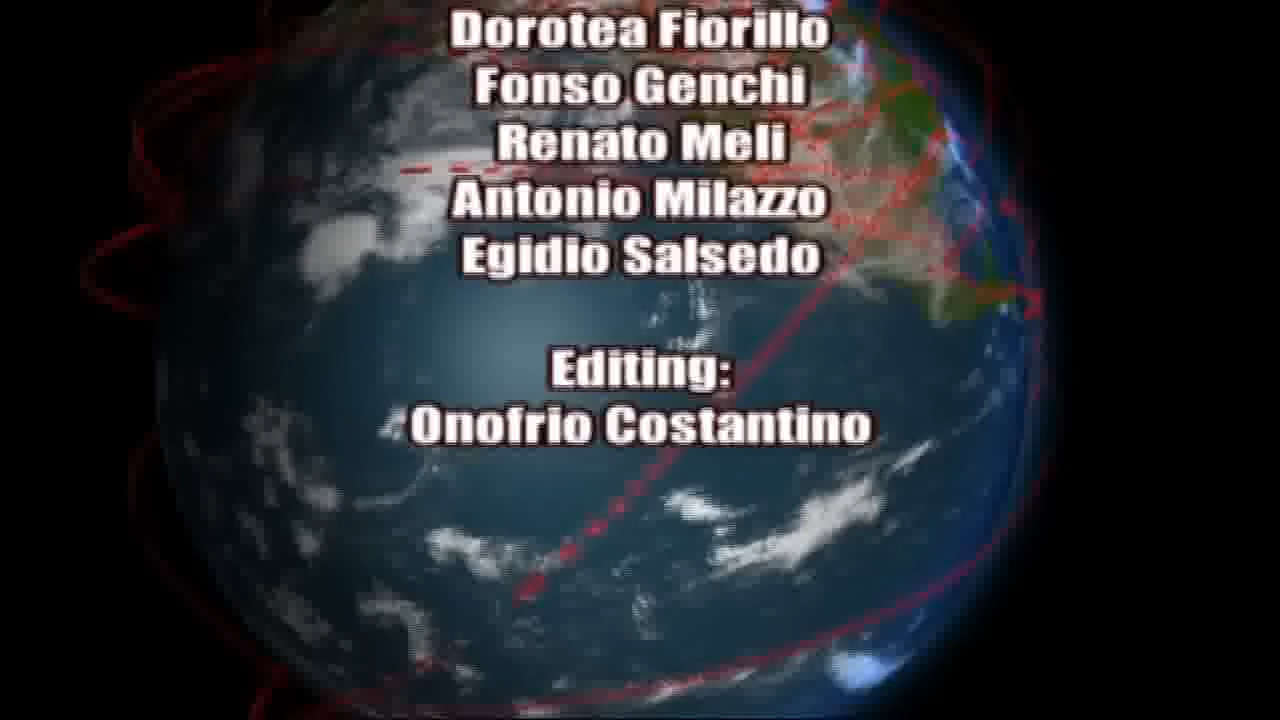 Dorotea Fiorillo
Fonso Genchi
Renato Meli
Antonio Milazzo
Egidio Salsedo
Editing:
Onofrio Costantino